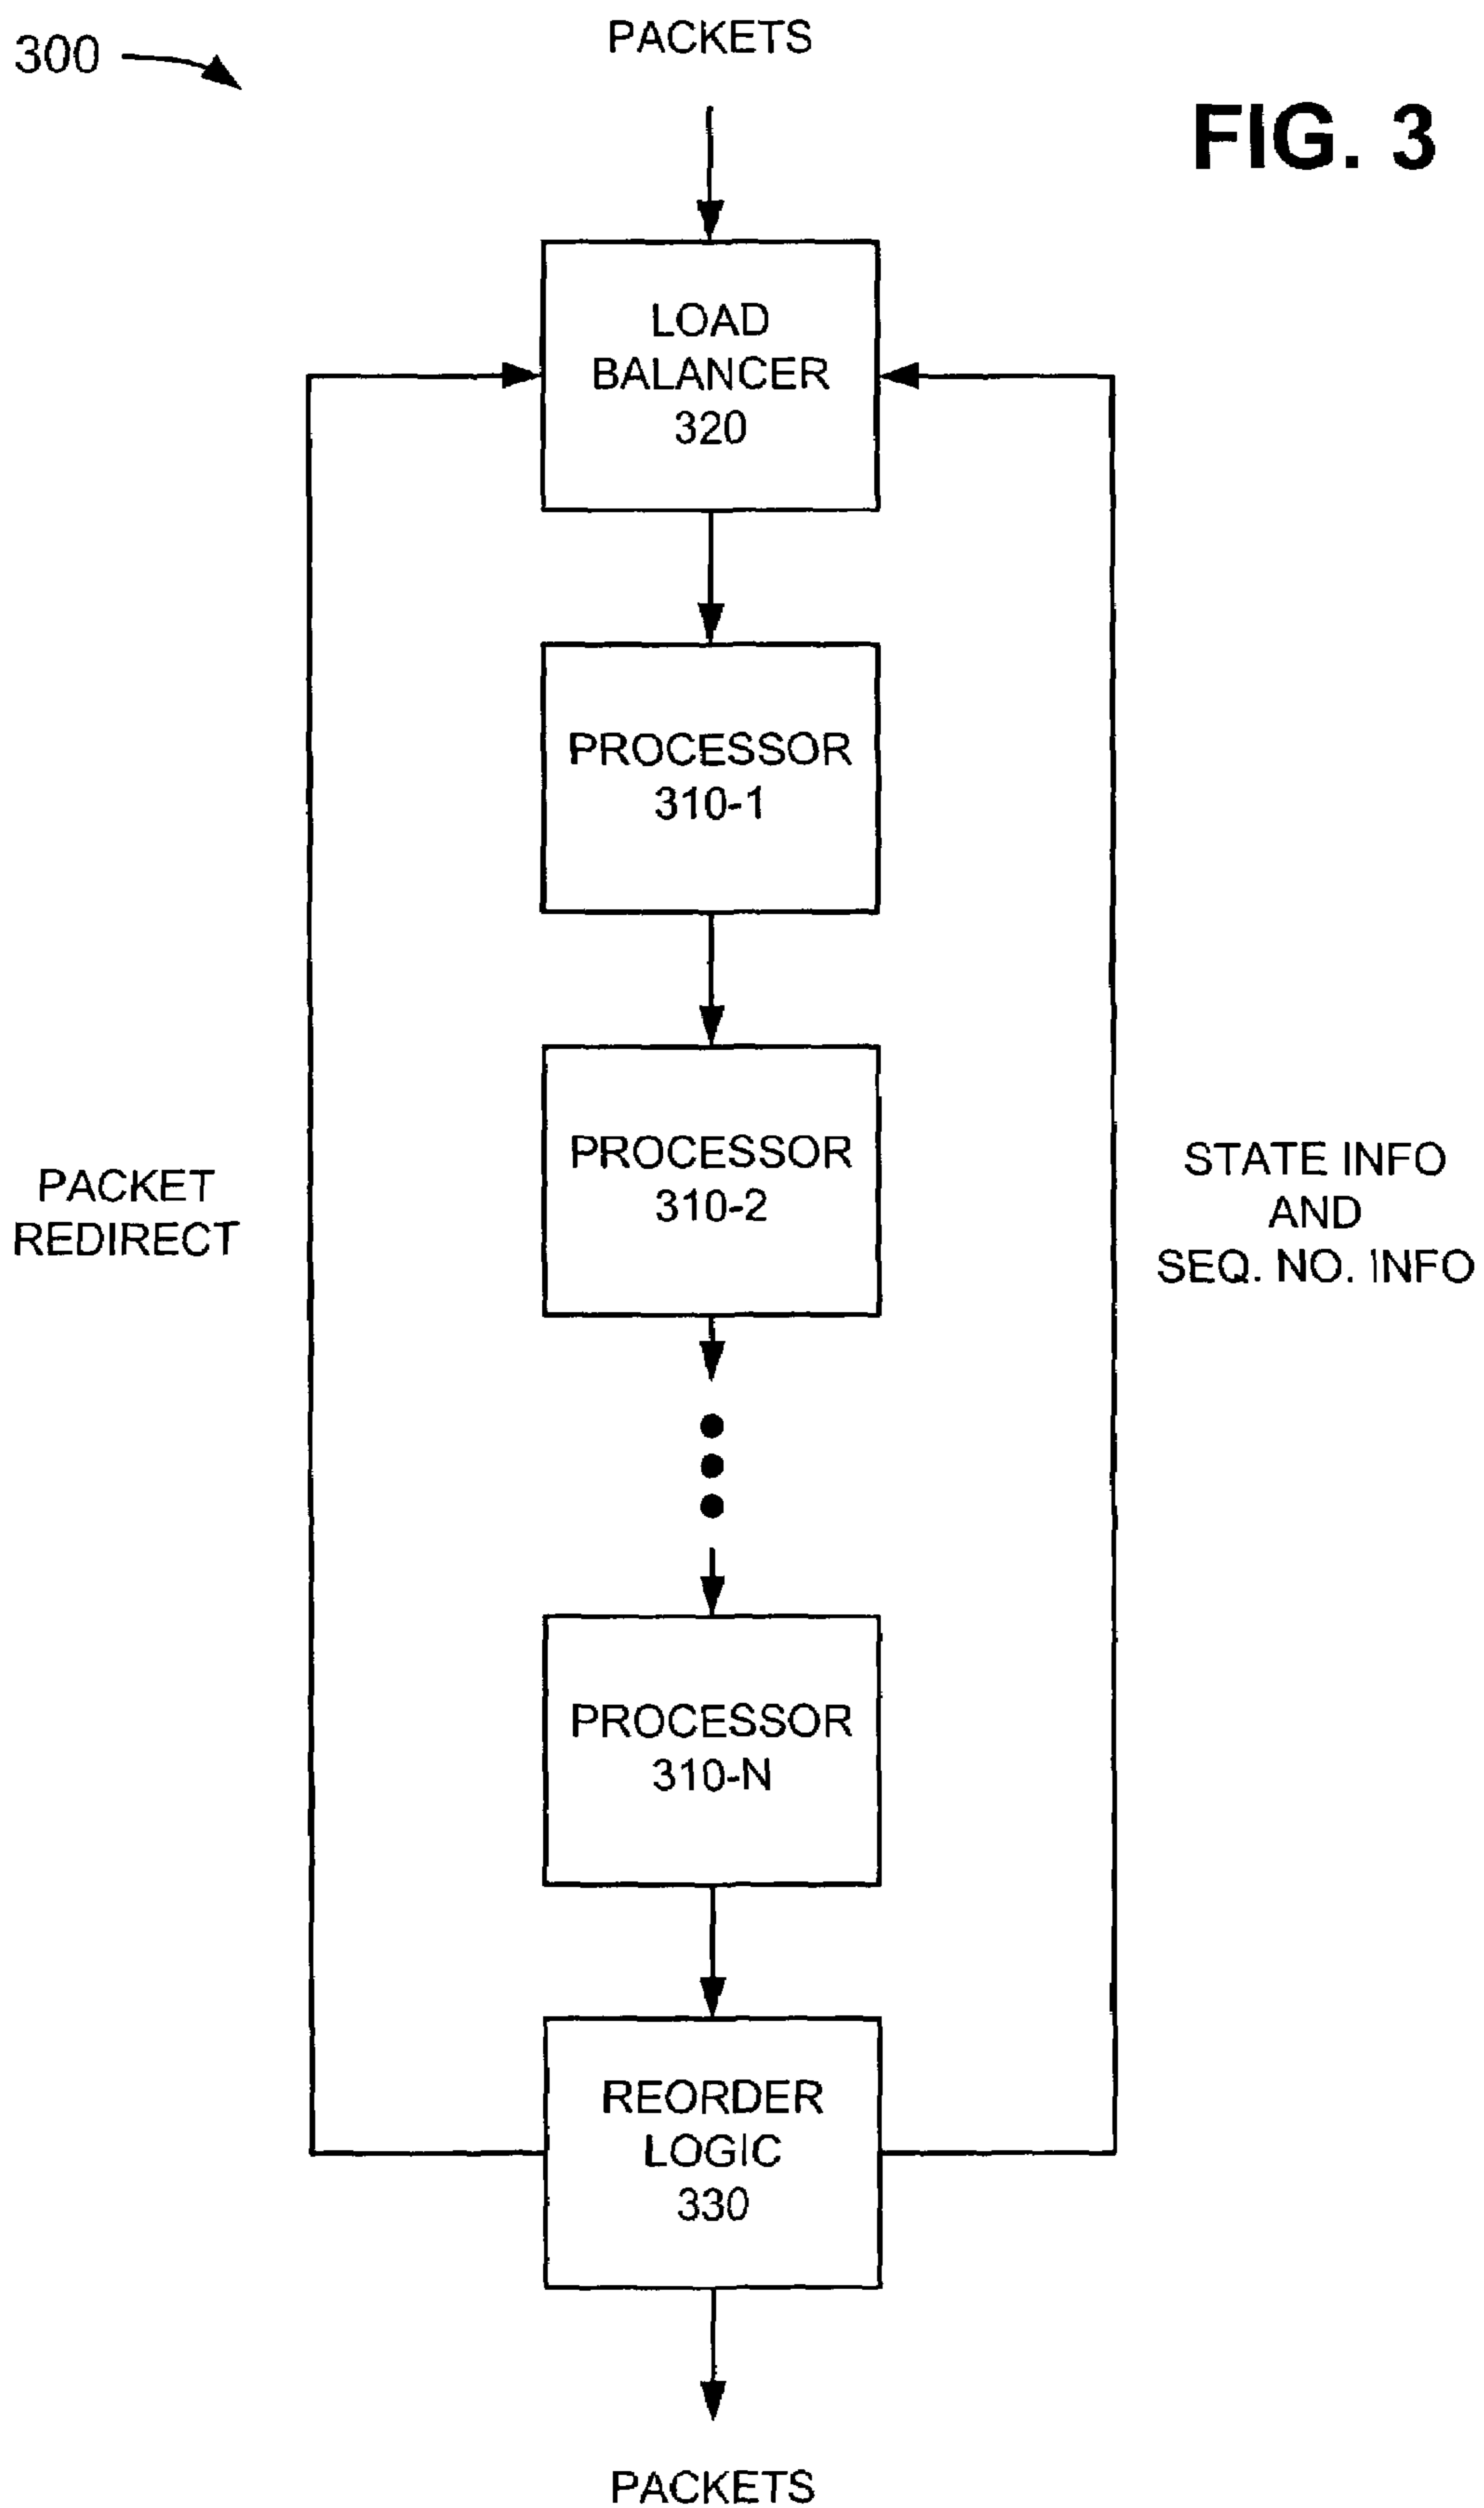 300
PACKETS
FIG. 3
LOAD
BALANCER
320
PROCESSOR
310-1
PROCESSOR
310-2
PACKET
REDIRECT
STATE INFO
AND
SEQ. NO. INFO
PROCESSOR
310-N
REORDER
LOGIC
330
PACKETS